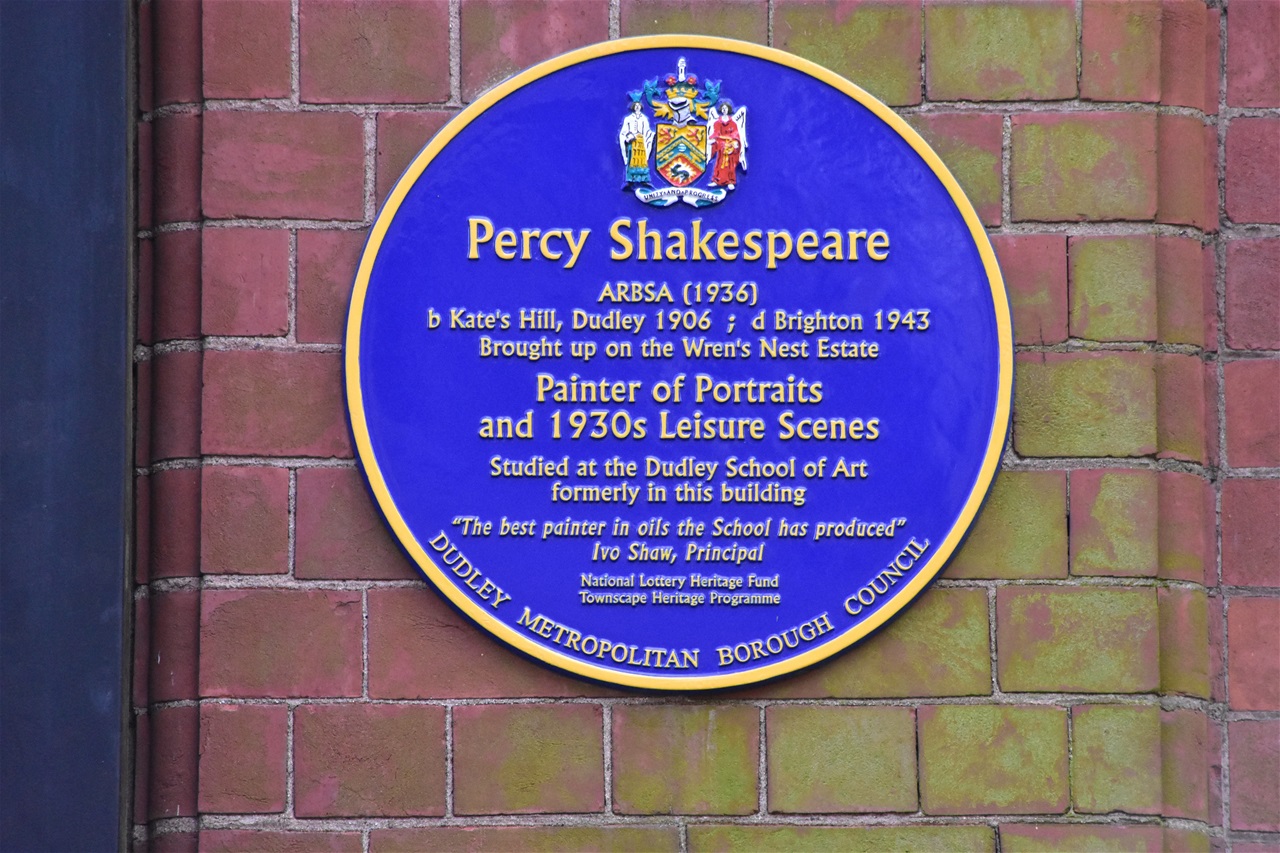 UNITY AND PROGRESS
Percy Shakespeare
ARBSA (1936)
b Kate's Hill, Dudley 1906 ; d Brighton 1943
Brought up on the Wren's Nest Estate
Painter of Portraits
and 1930s Leisure Scenes
Studied at the Dudley School of Art
formerly in this building
"The best painter in oils the School has produced"
Ivo Shaw, Principal
National Lottery Heritage Fund
Townscape Heritage Programme
DUDLEY METROPOLITAN BOROUGH COUNCIL